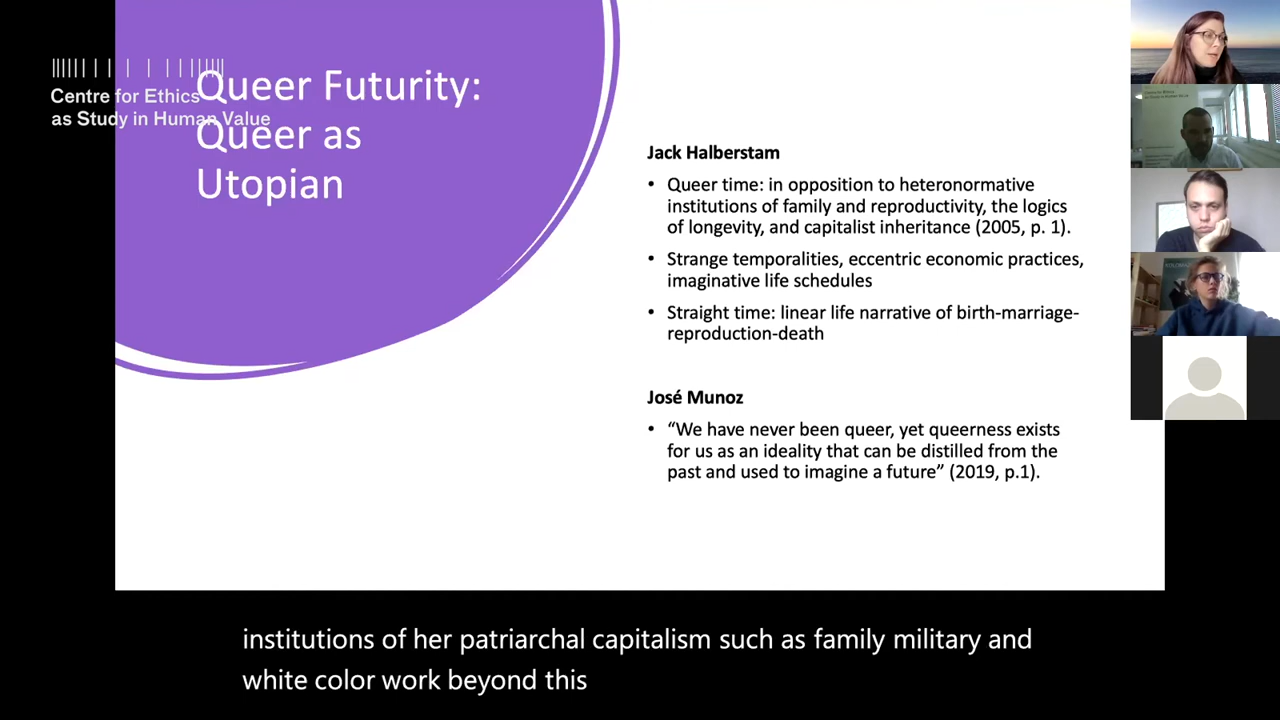 Centre for Ethics
as Study in Human Value
Queer Futurity:
Queer as
Utopian
Jack Halberstam
• Queer time: in opposition to heteronormative
institutions of family and reproductivity, the logics
of longevity, and capitalist inheritance (2005, p. 1).
• Strange temporalities, eccentric economic practices,
imaginative life schedules
• Straight time: linear life narrative of birth-marriage-
reproduction-death
José Munoz
• “We have never been queer, yet queerness exists
for us as an ideality that can be distilled from the
past and used to imagine a future” (2019, p.1).
institutions of her patriarchal capitalism such as family military and
white color work beyond this